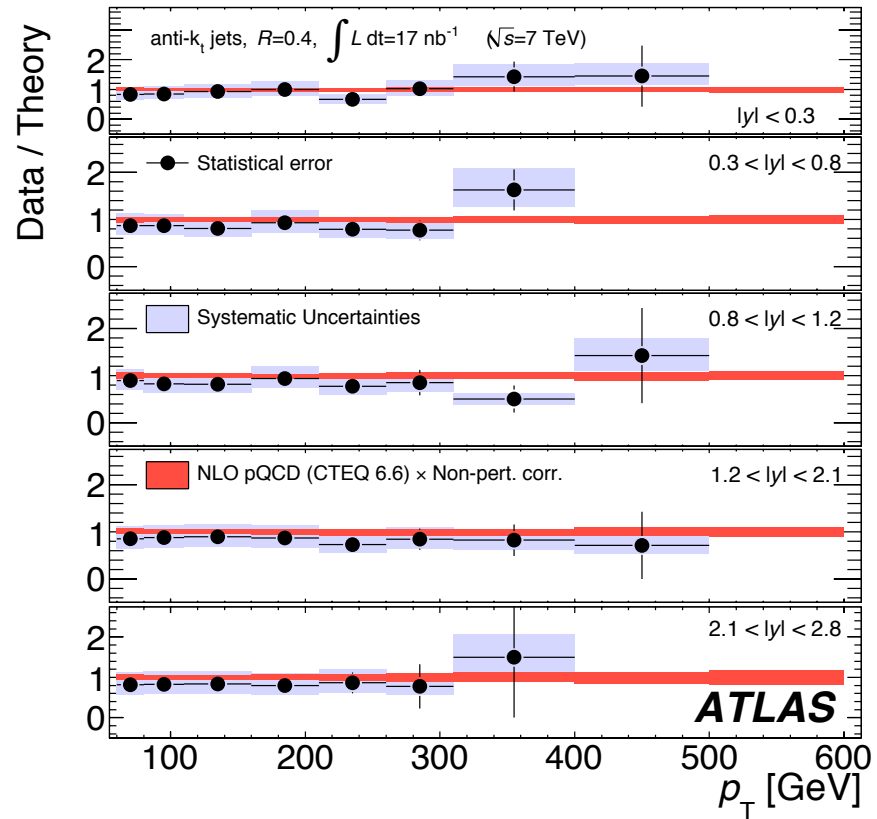 anti-kt jets, R=0.4, ∫ L dt=17 nb⁻¹ (√s=7 TeV)
2
1
0
|y| < 0.3
Data / Theory
Statistical error
0.3 < |y| < 0.8
2
1
0
Systematic Uncertainties
0.8 < |y| < 1.2
2
1
0
NLO pQCD (CTEQ 6.6) × Non-pert. corr.
1.2 < |y| < 2.1
2
1
0
2.1 < |y| < 2.8
2
1
0
ATLAS
100 200 300 400 500 600
pT [GeV]